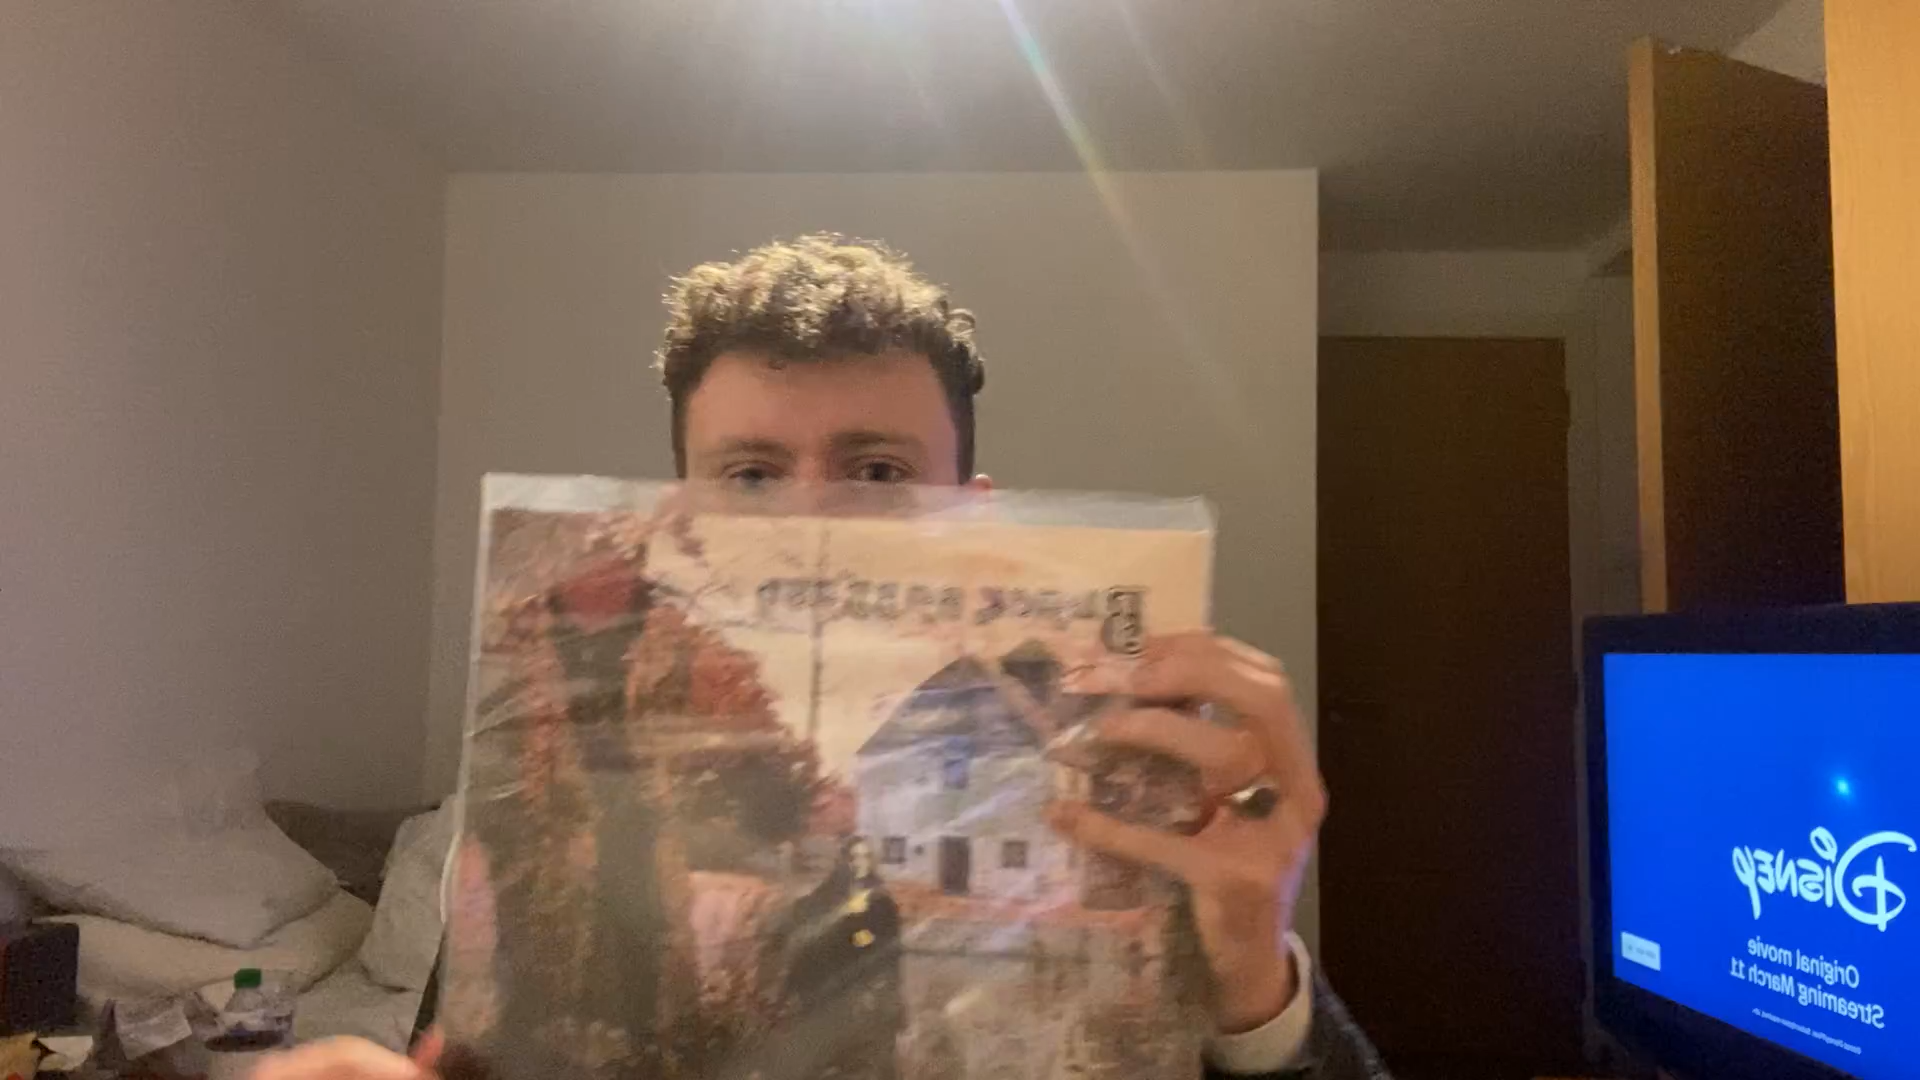 Black Sabbath
Disney
Original movie
Streaming March 11